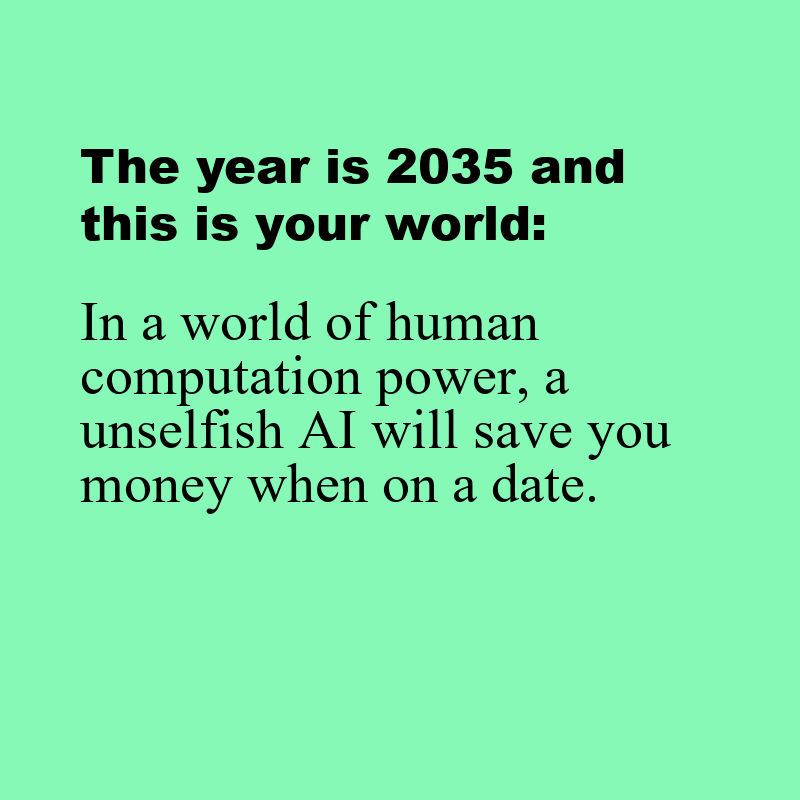 The year is 2035 and
this is your world:
In a world of human
computation power, a
unselfish AI will save you
money when on a date.